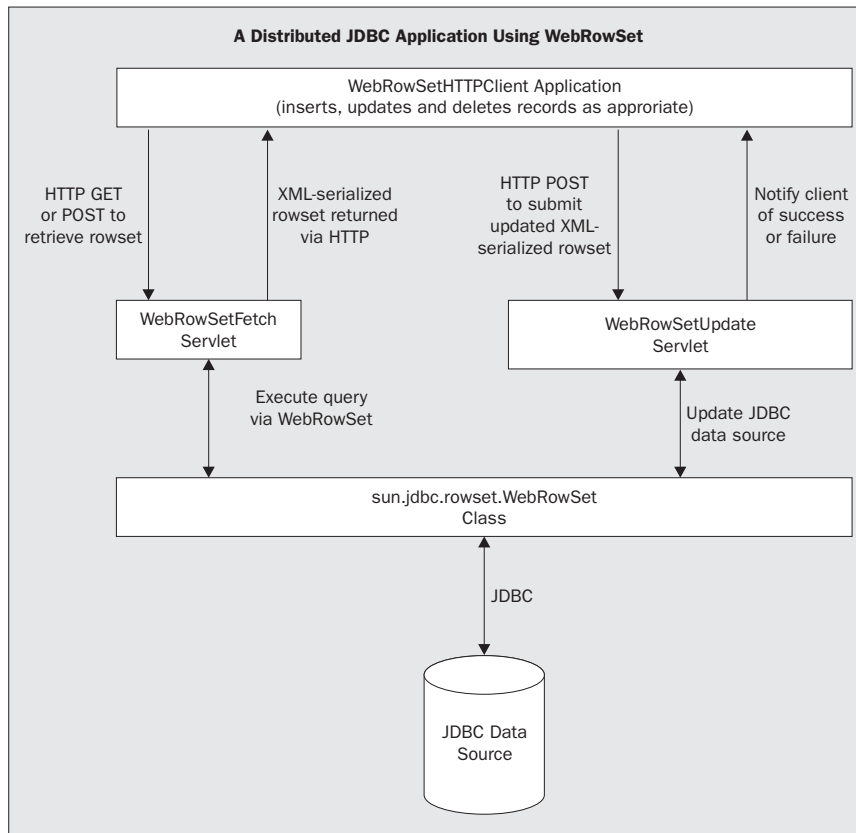 A Distributed JDBC Application Using WebRowSet
WebRowSetHTTPClient Application
(inserts, updates and deletes records as approriate)
HTTP GET
or POST to
retrieve rowset
XML-serialized
rowset returned
via HTTP
HTTP POST
to submit
updated XML-
serialized rowset
Notify client
of success
or failure
WebRowSetFetch
Servlet
WebRowSetUpdate
Servlet
Execute query
via WebRowSet
Update JDBC
data source
sun.jdbc.rowset.WebRowSet
Class
JDBC
JDBC Data
Source